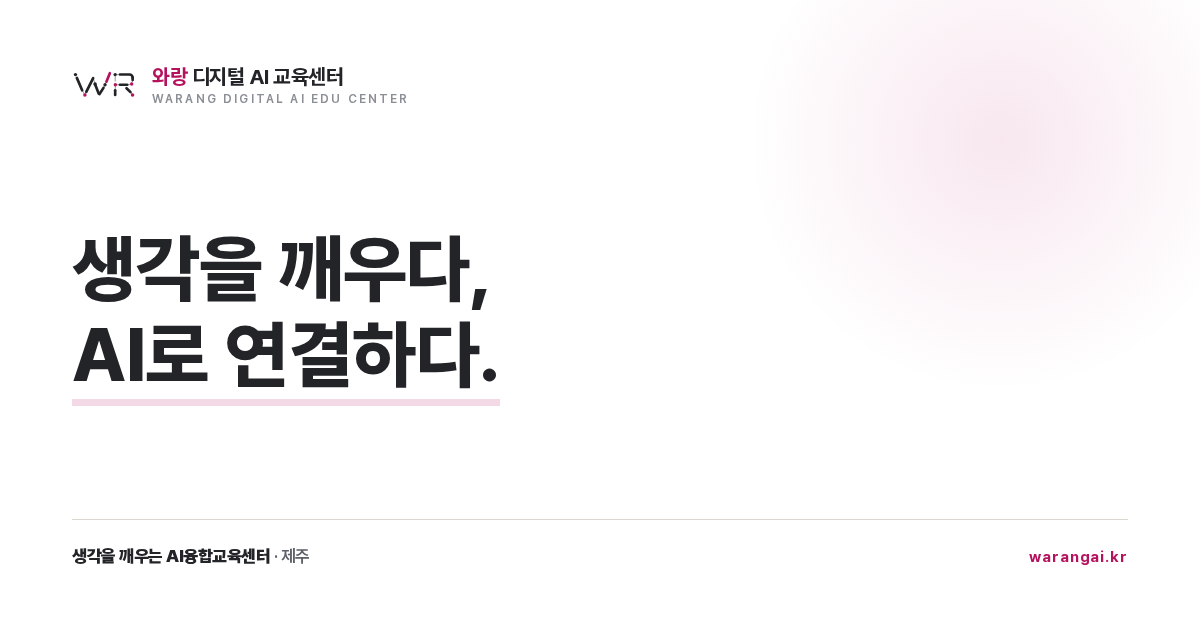 WR
와랑 디지털 AI 교육센터
WARANG DIGITAL AI EDU CENTER
생각을 깨우다,
AI로 연결하다.
생각을 깨우는 AI융합교육센터 · 제주
warangai.kr